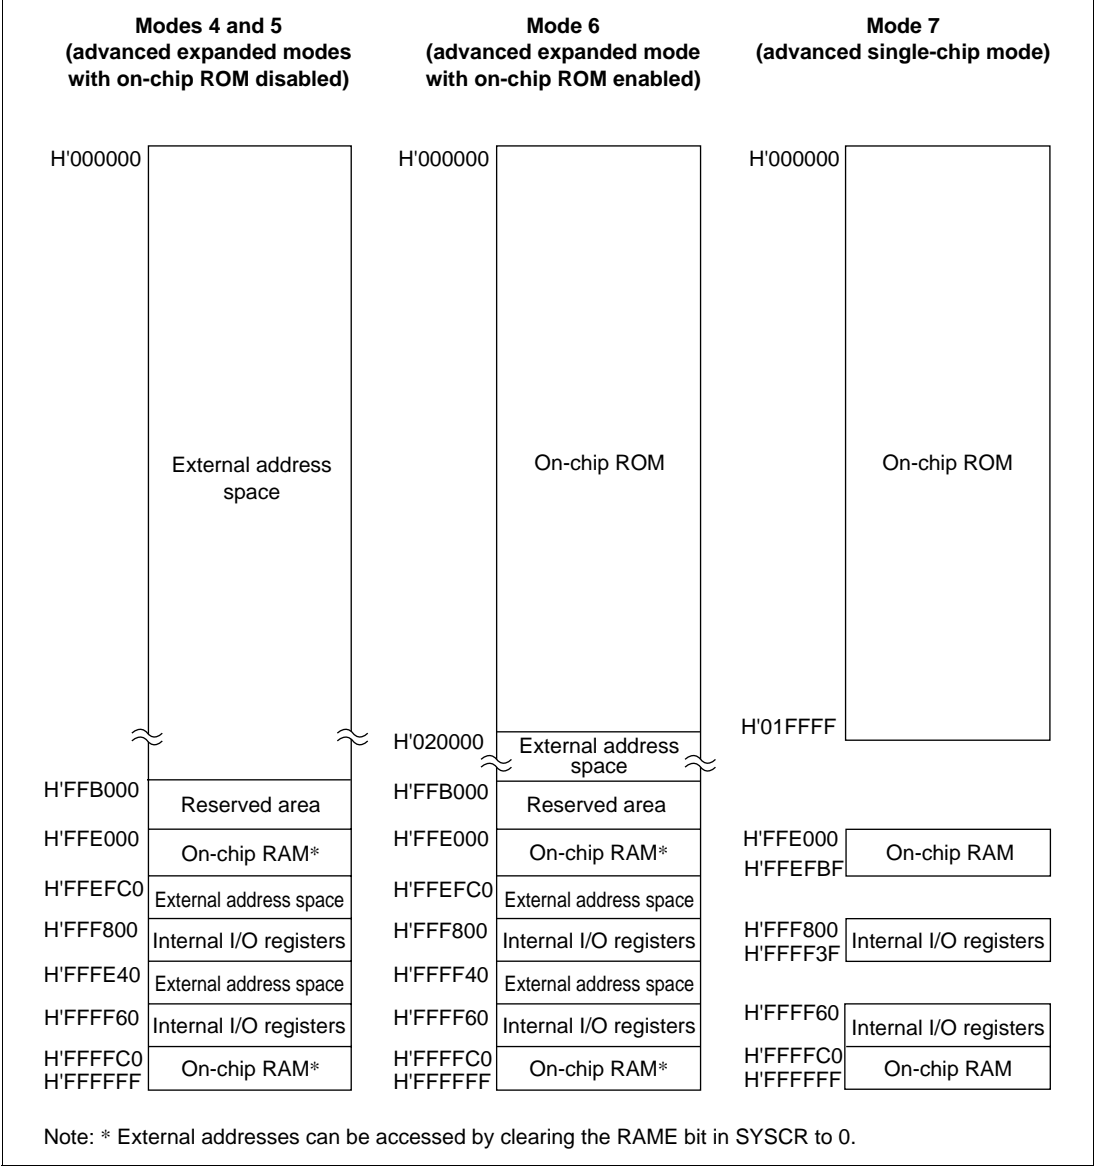 Modes 4 and 5
(advanced expanded modes
with on-chip ROM disabled)
Mode 6
(advanced expanded mode
with on-chip ROM enabled)
Mode 7
(advanced single-chip mode)
H'000000
External address
space
H'FFB000
Reserved area
H'FFE000
On-chip RAM*
H'FFEFC0
External address space
H'FFF800
Internal I/O registers
H'FFFE40
External address space
H'FFFF60
Internal I/O registers
H'FFFFC0
On-chip RAM*
H'FFFFFF
H'000000
On-chip ROM
H'020000
External address
space
H'FFB000
Reserved area
H'FFE000
On-chip RAM*
H'FFEFC0
External address space
H'FFF800
Internal I/O registers
H'FFFF40
External address space
H'FFFF60
Internal I/O registers
H'FFFFC0
On-chip RAM*
H'FFFFFF
H'000000
On-chip ROM
H'01FFFF
H'FFE000
On-chip RAM
H'FFEFBF
H'FFF800
Internal I/O registers
H'FFFF3F
H'FFFF60
Internal I/O registers
H'FFFFC0
On-chip RAM
H'FFFFFF
Note: * External addresses can be accessed by clearing the RAME bit in SYSCR to 0.